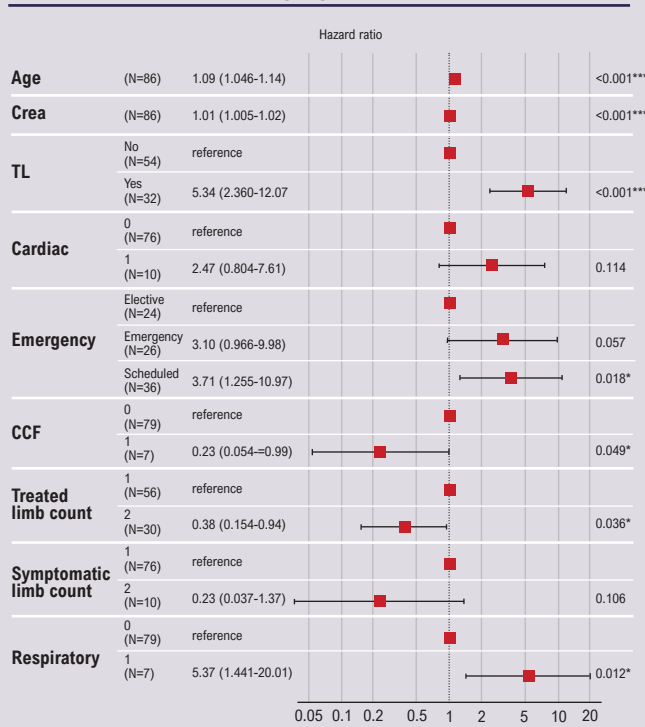 Hazard ratio
Age (N=86) 1.09 (1.046-1.14) <0.001***
Crea (N=86) 1.01 (1.005-1.02) <0.001***
TL
No
(N=54) reference
Yes
(N=32) 5.34 (2.360-12.07 <0.001***
Cardiac
0
(N=76) reference
1
(N=10) 2.47 (0.804-7.61) 0.114
Emergency
Elective
(N=24) reference
Emergency
(N=26) 3.10 (0.966-9.98) 0.057
Scheduled
(N=36) 3.71 (1.255-10.97) 0.018*
CCF
0
(N=79) reference
1
(N=7) 0.23 (0.054-=0.99) 0.049*
Treated
limb count
1
(N=56) reference
2
(N=30) 0.38 (0.154-0.94) 0.036*
Symptomatic
limb count
1
(N=76) reference
2
(N=10) 0.23 (0.037-1.37) 0.106
Respiratory
0
(N=79) reference
1
(N=7) 5.37 (1.441-20.01) 0.012*
0.05 0.1 0.2 0.5 1 2 5 10 20